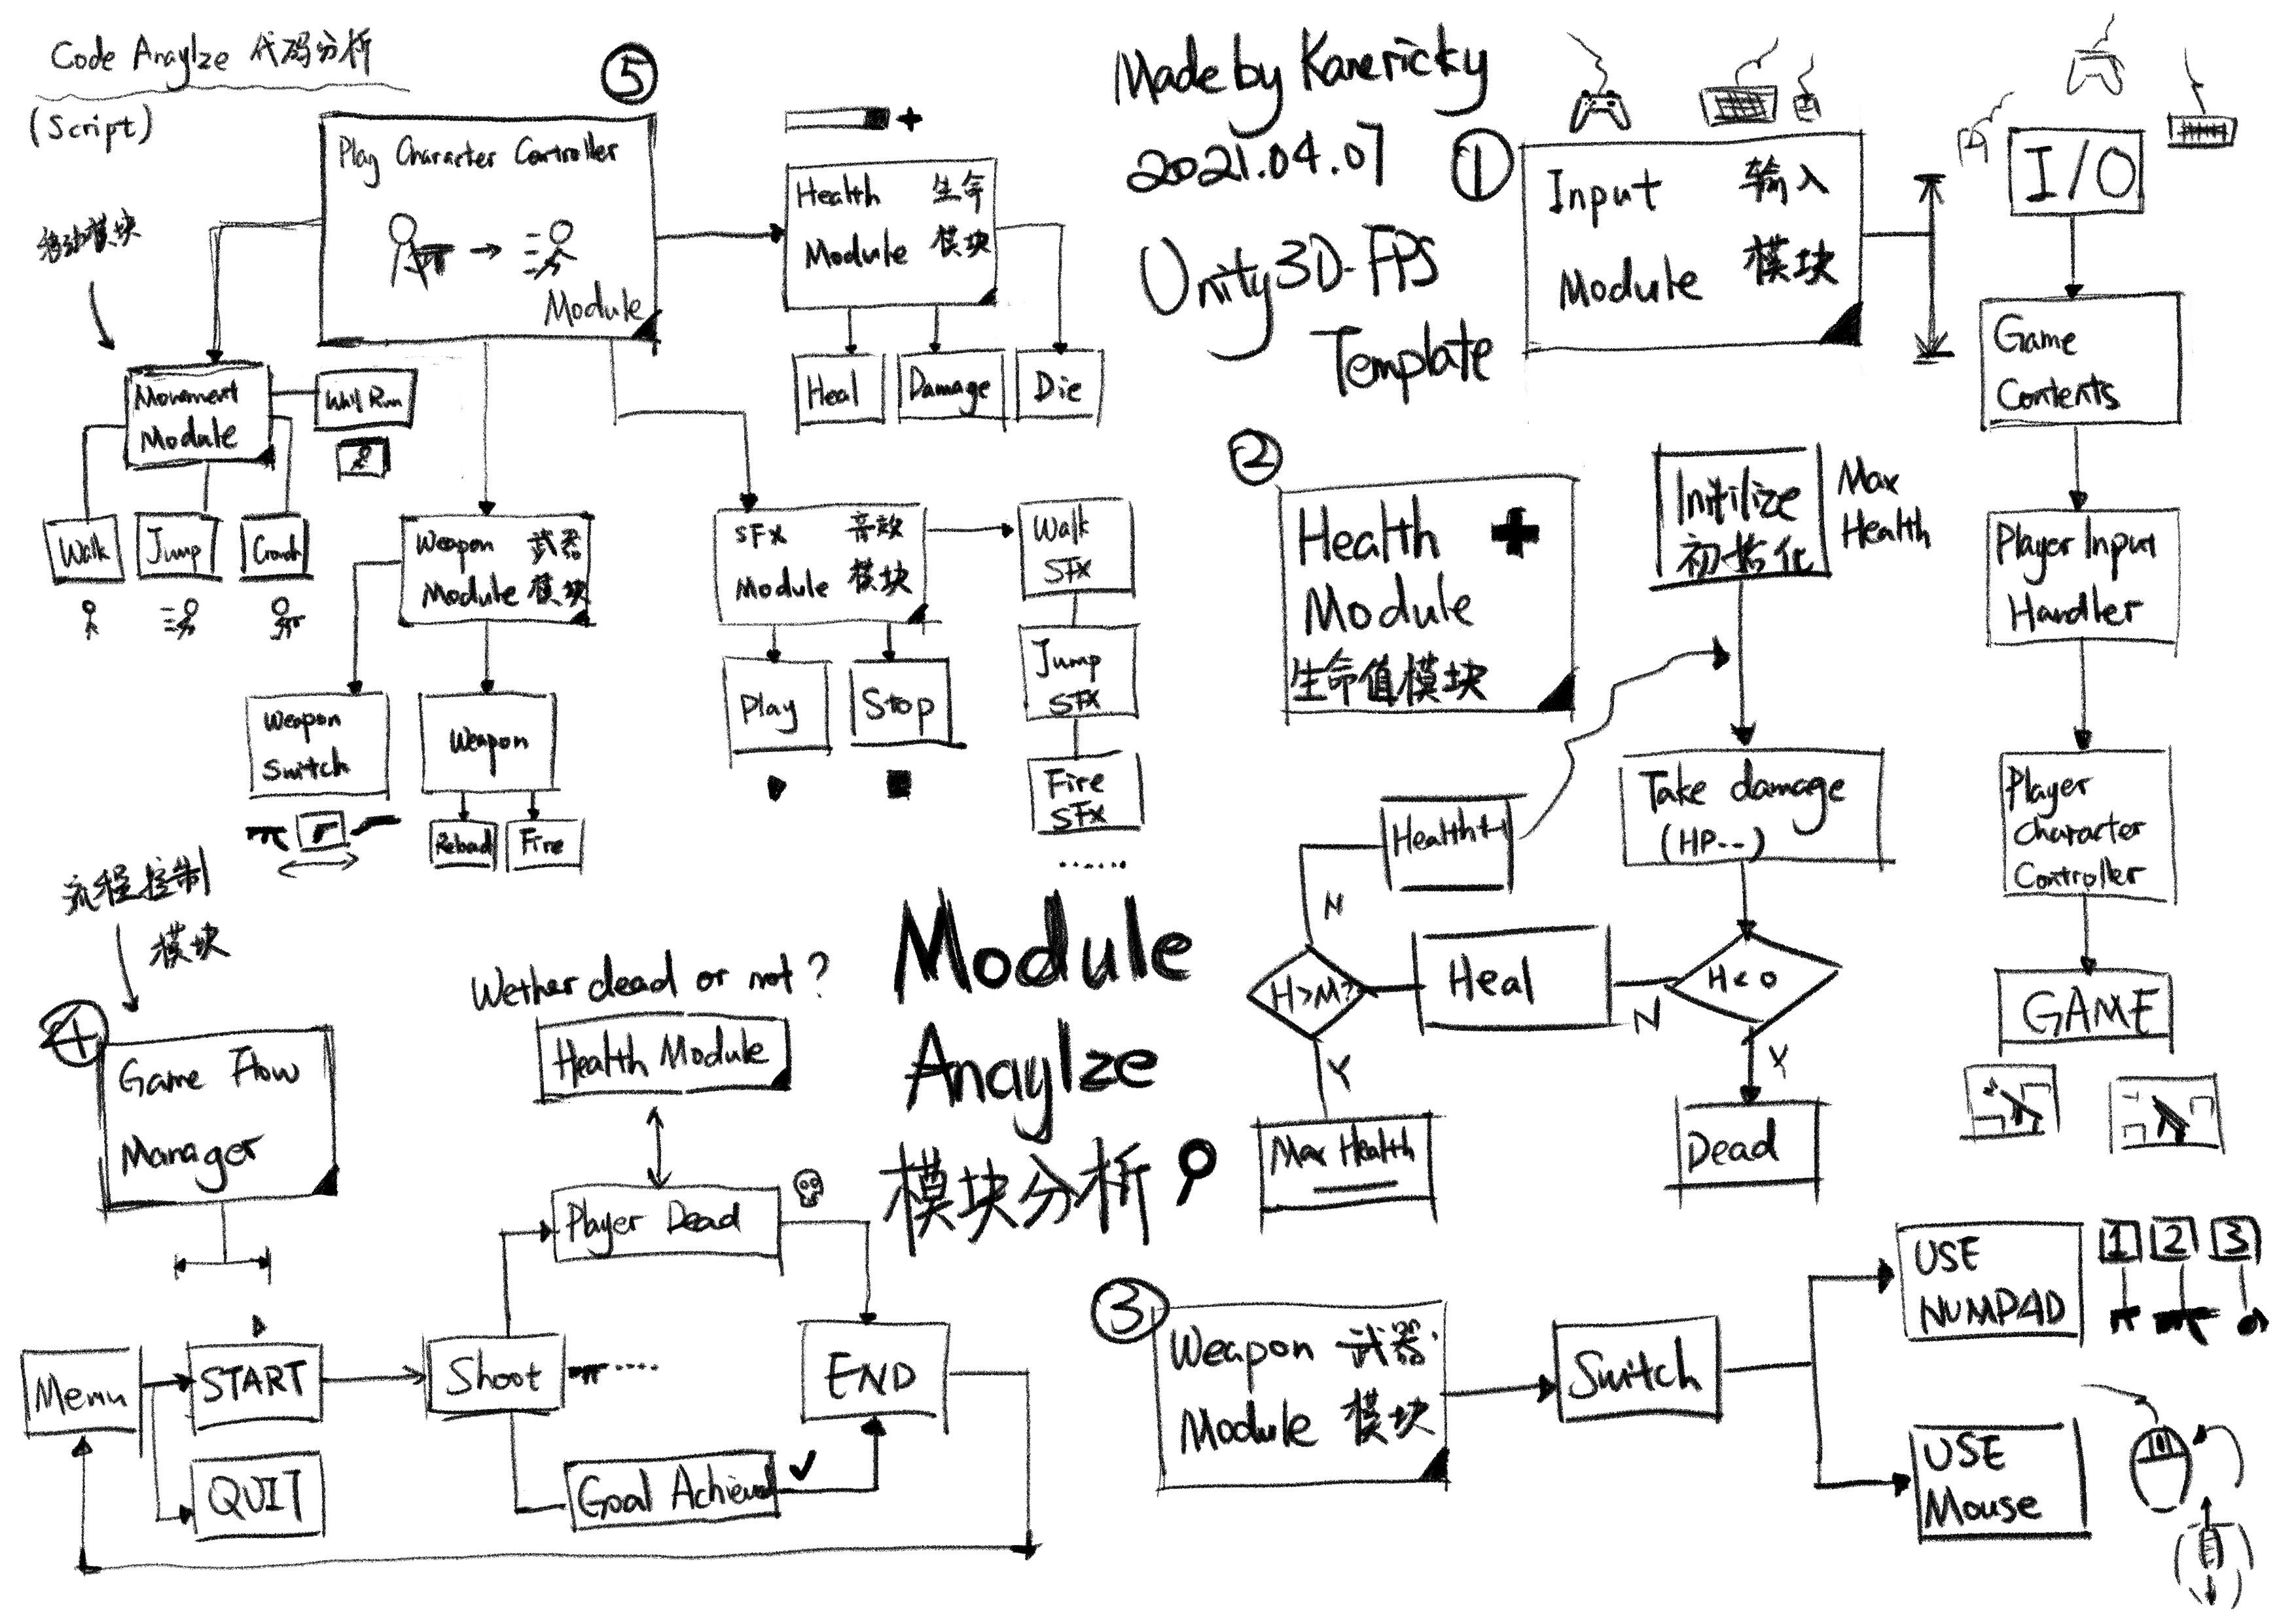 Code Anaylze 代码分析
(Script)
⑤
Play Character Controller
Module
移动模块
Movement
Module
Wall Run
Walk
Jump
Crouch
Health 生命
Module 模块
Heal
Damage
Die
Weapon 武器
Module 模块
Weapon
Switch
Weapon
Reload
Fire
SFX 音效
Module 模块
Play
Stop
Walk
SFX
Jump
SFX
Fire
SFX
......
Made by Kanericky
2021.04.07
Unity3D-FPS
Template
①
Input 输入
Module 模块
I/O
Game
Contents
Player Input
Handler
Player
Character
Controller
GAME
②
Health
Module
生命值模块
Initilize
初始化
Max
Health
Take damage
(HP--)
H<0
Y
Dead
N
Heal
H>M?
N
Health++
Y
Max Health
Module
Anaylze
模块分析
流程控制
模块
④
Game Flow
Manager
Wether dead or not?
Health Module
Player Dead
Menu
START
QUIT
Shoot
Goal Achieved
END
③
Weapon 武器
Module 模块
Switch
USE
NUMPAD
1 2 3
USE
Mouse